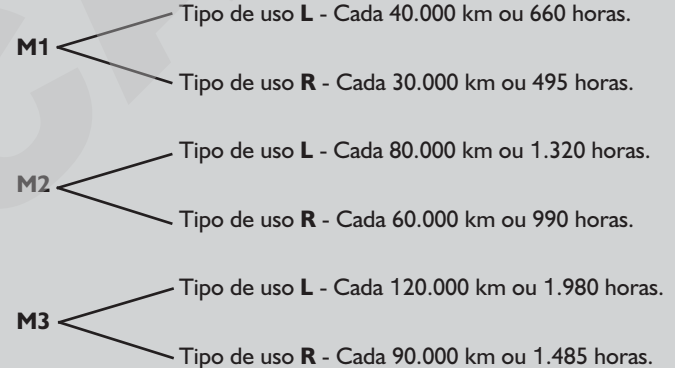 Tipo de uso L - Cada 40.000 km ou 660 horas.
M1
Tipo de uso R - Cada 30.000 km ou 495 horas.
Tipo de uso L - Cada 80.000 km ou 1.320 horas.
M2
Tipo de uso R - Cada 60.000 km ou 990 horas.
Tipo de uso L - Cada 120.000 km ou 1.980 horas.
M3
Tipo de uso R - Cada 90.000 km ou 1.485 horas.